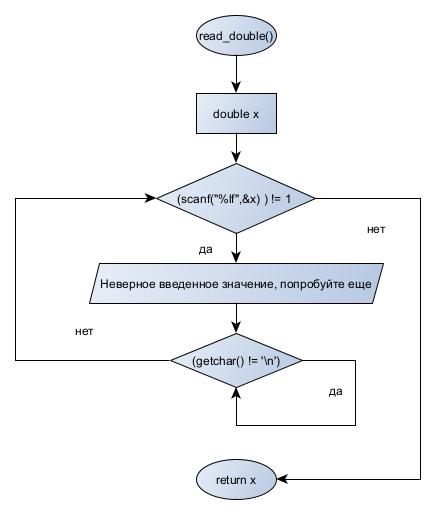 read_double()
double x
(scanf("%lf",&x) ) != 1
нет
да
Неверное введенное значение, попробуйте еще
нет
(getchar() != '\n')
да
return x